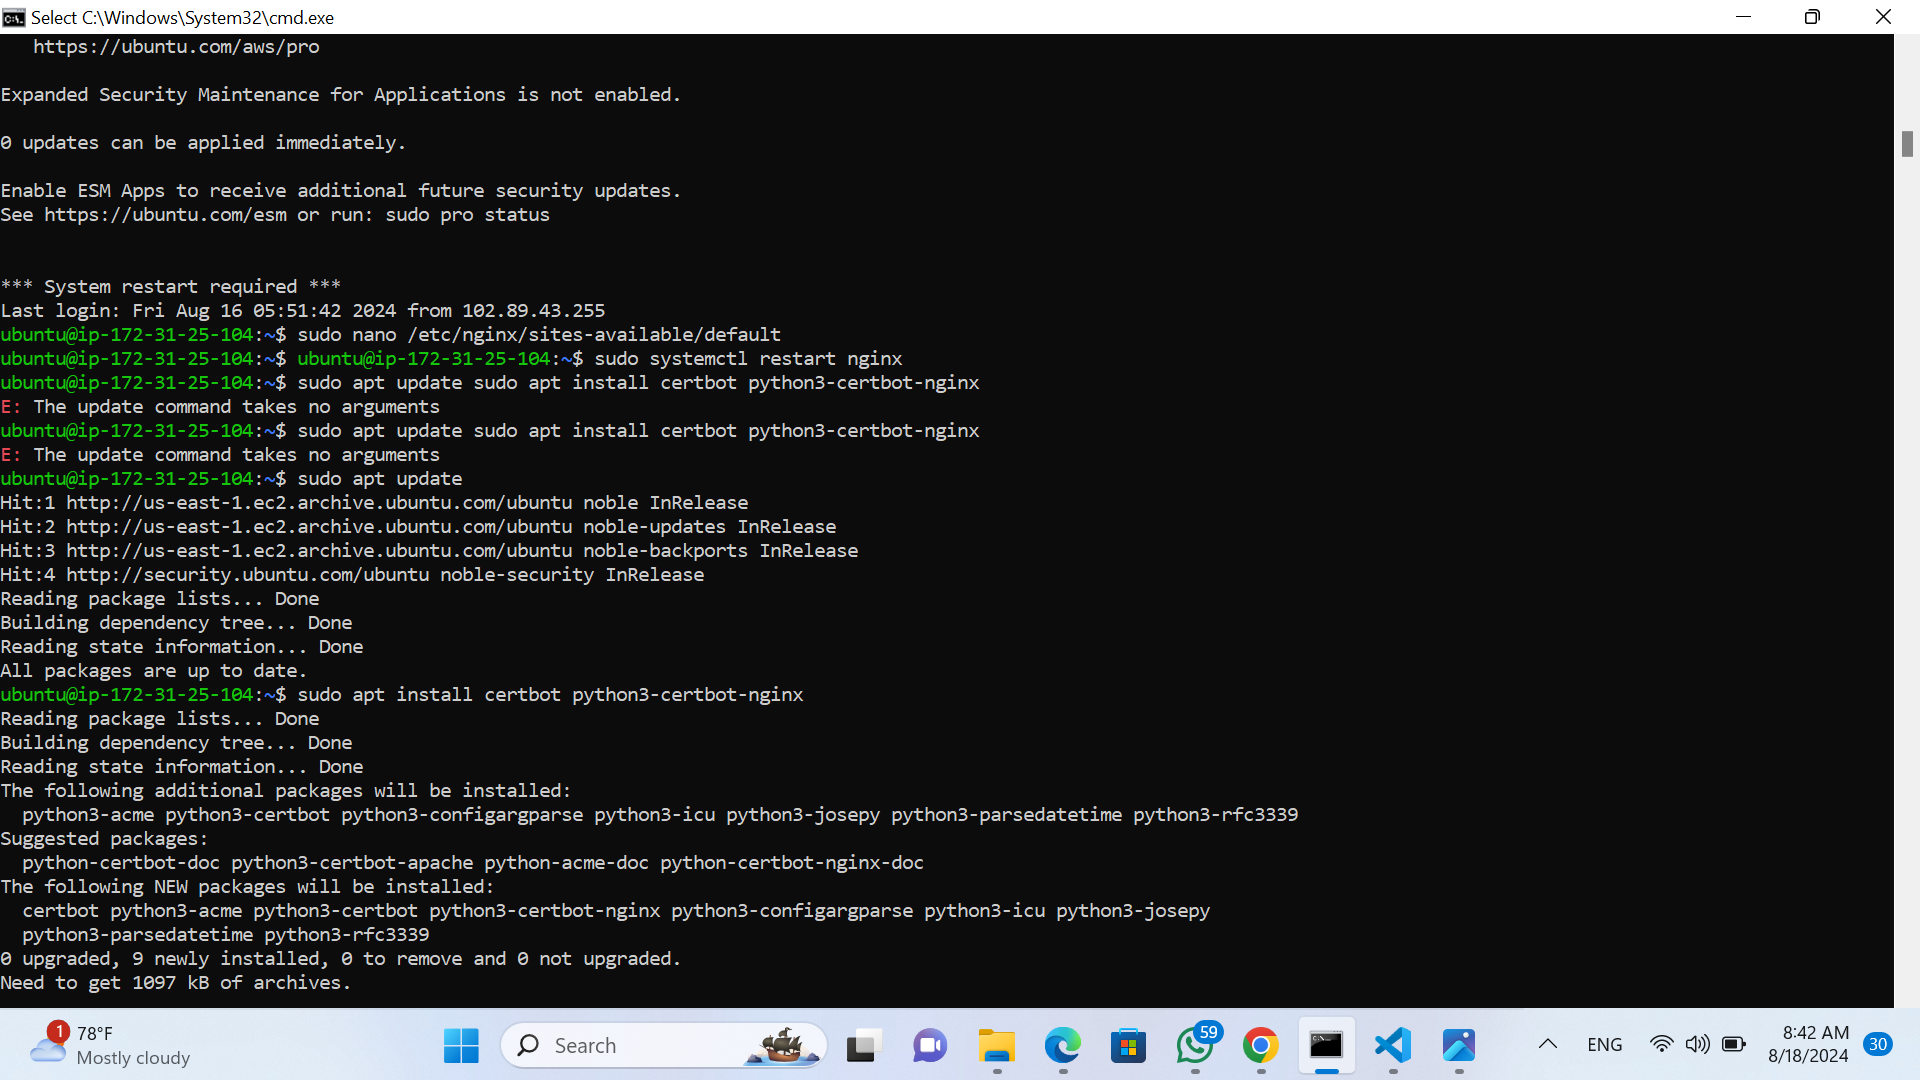 Select C:\Windows\System32\cmd.exe
   https://ubuntu.com/aws/pro
Expanded Security Maintenance for Applications is not enabled.
0 updates can be applied immediately.
Enable ESM Apps to receive additional future security updates.
See https://ubuntu.com/esm or run: sudo pro status
*** System restart required ***
Last login: Fri Aug 16 05:51:42 2024 from 102.89.43.255
ubuntu@ip-172-31-25-104:~$ sudo nano /etc/nginx/sites-available/default
ubuntu@ip-172-31-25-104:~$ ubuntu@ip-172-31-25-104:~$ sudo systemctl restart nginx
ubuntu@ip-172-31-25-104:~$ sudo apt update sudo apt install certbot python3-certbot-nginx
E: The update command takes no arguments
ubuntu@ip-172-31-25-104:~$ sudo apt update sudo apt install certbot python3-certbot-nginx
E: The update command takes no arguments
ubuntu@ip-172-31-25-104:~$ sudo apt update
Hit:1 http://us-east-1.ec2.archive.ubuntu.com/ubuntu noble InRelease
Hit:2 http://us-east-1.ec2.archive.ubuntu.com/ubuntu noble-updates InRelease
Hit:3 http://us-east-1.ec2.archive.ubuntu.com/ubuntu noble-backports InRelease
Hit:4 http://security.ubuntu.com/ubuntu noble-security InRelease
Reading package lists... Done
Building dependency tree... Done
Reading state information... Done
All packages are up to date.
ubuntu@ip-172-31-25-104:~$ sudo apt install certbot python3-certbot-nginx
Reading package lists... Done
Building dependency tree... Done
Reading state information... Done
The following additional packages will be installed:
  python3-acme python3-certbot python3-configargparse python3-icu python3-josepy python3-parsedatetime python3-rfc3339
Suggested packages:
  python-certbot-doc python3-certbot-apache python-acme-doc python-certbot-nginx-doc
The following NEW packages will be installed:
  certbot python3-acme python3-certbot python3-certbot-nginx python3-configargparse python3-icu python3-josepy
  python3-parsedatetime python3-rfc3339
0 upgraded, 9 newly installed, 0 to remove and 0 not upgraded.
Need to get 1097 kB of archives.
1
78°F
Mostly cloudy
Search
59
ENG
8:42 AM
8/18/2024
30